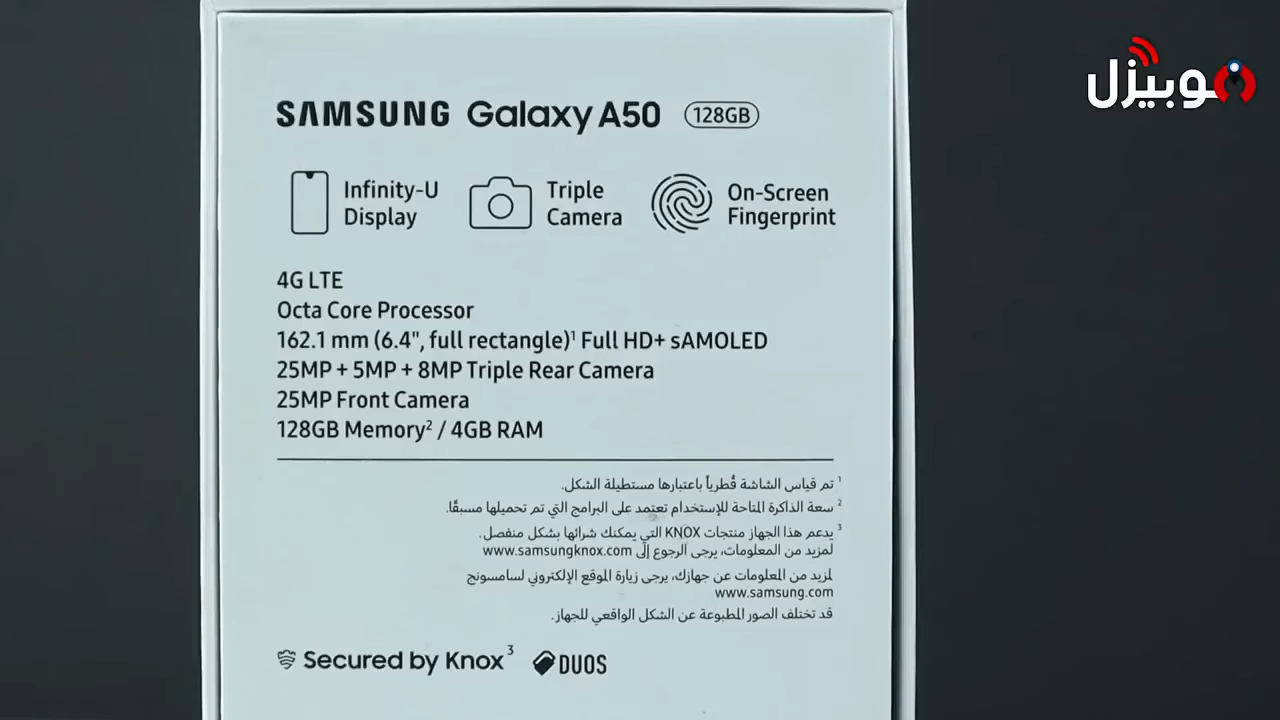 موبيزل
SAMSUNG Galaxy A50 128GB
Infinity-U
Display
Triple
Camera
On-Screen
Fingerprint
4G LTE
Octa Core Processor
162.1 mm (6.4", full rectangle)¹ Full HD+ sAMOLED
25MP + 5MP + 8MP Triple Rear Camera
25MP Front Camera
128GB Memory² / 4GB RAM
¹ تم قياس الشاشة قُطرياً باعتبارها مستطيلة الشكل.
² سعة الذاكرة المتاحة للإستخدام تعتمد على البرامج التي تم تحميلها مسبقًا.
³ يدعم هذا الجهاز منتجات KNOX التي يمكنك شرائها بشكل منفصل.
لمزيد من المعلومات، يرجى الرجوع إلى www.samsungknox.com
لمزيد من المعلومات عن جهازك، يرجى زيارة الموقع الإلكتروني لسامسونج
www.samsung.com
قد تختلف الصور المطبوعة عن الشكل الواقعي للجهاز.
Secured by Knox³ DUOS